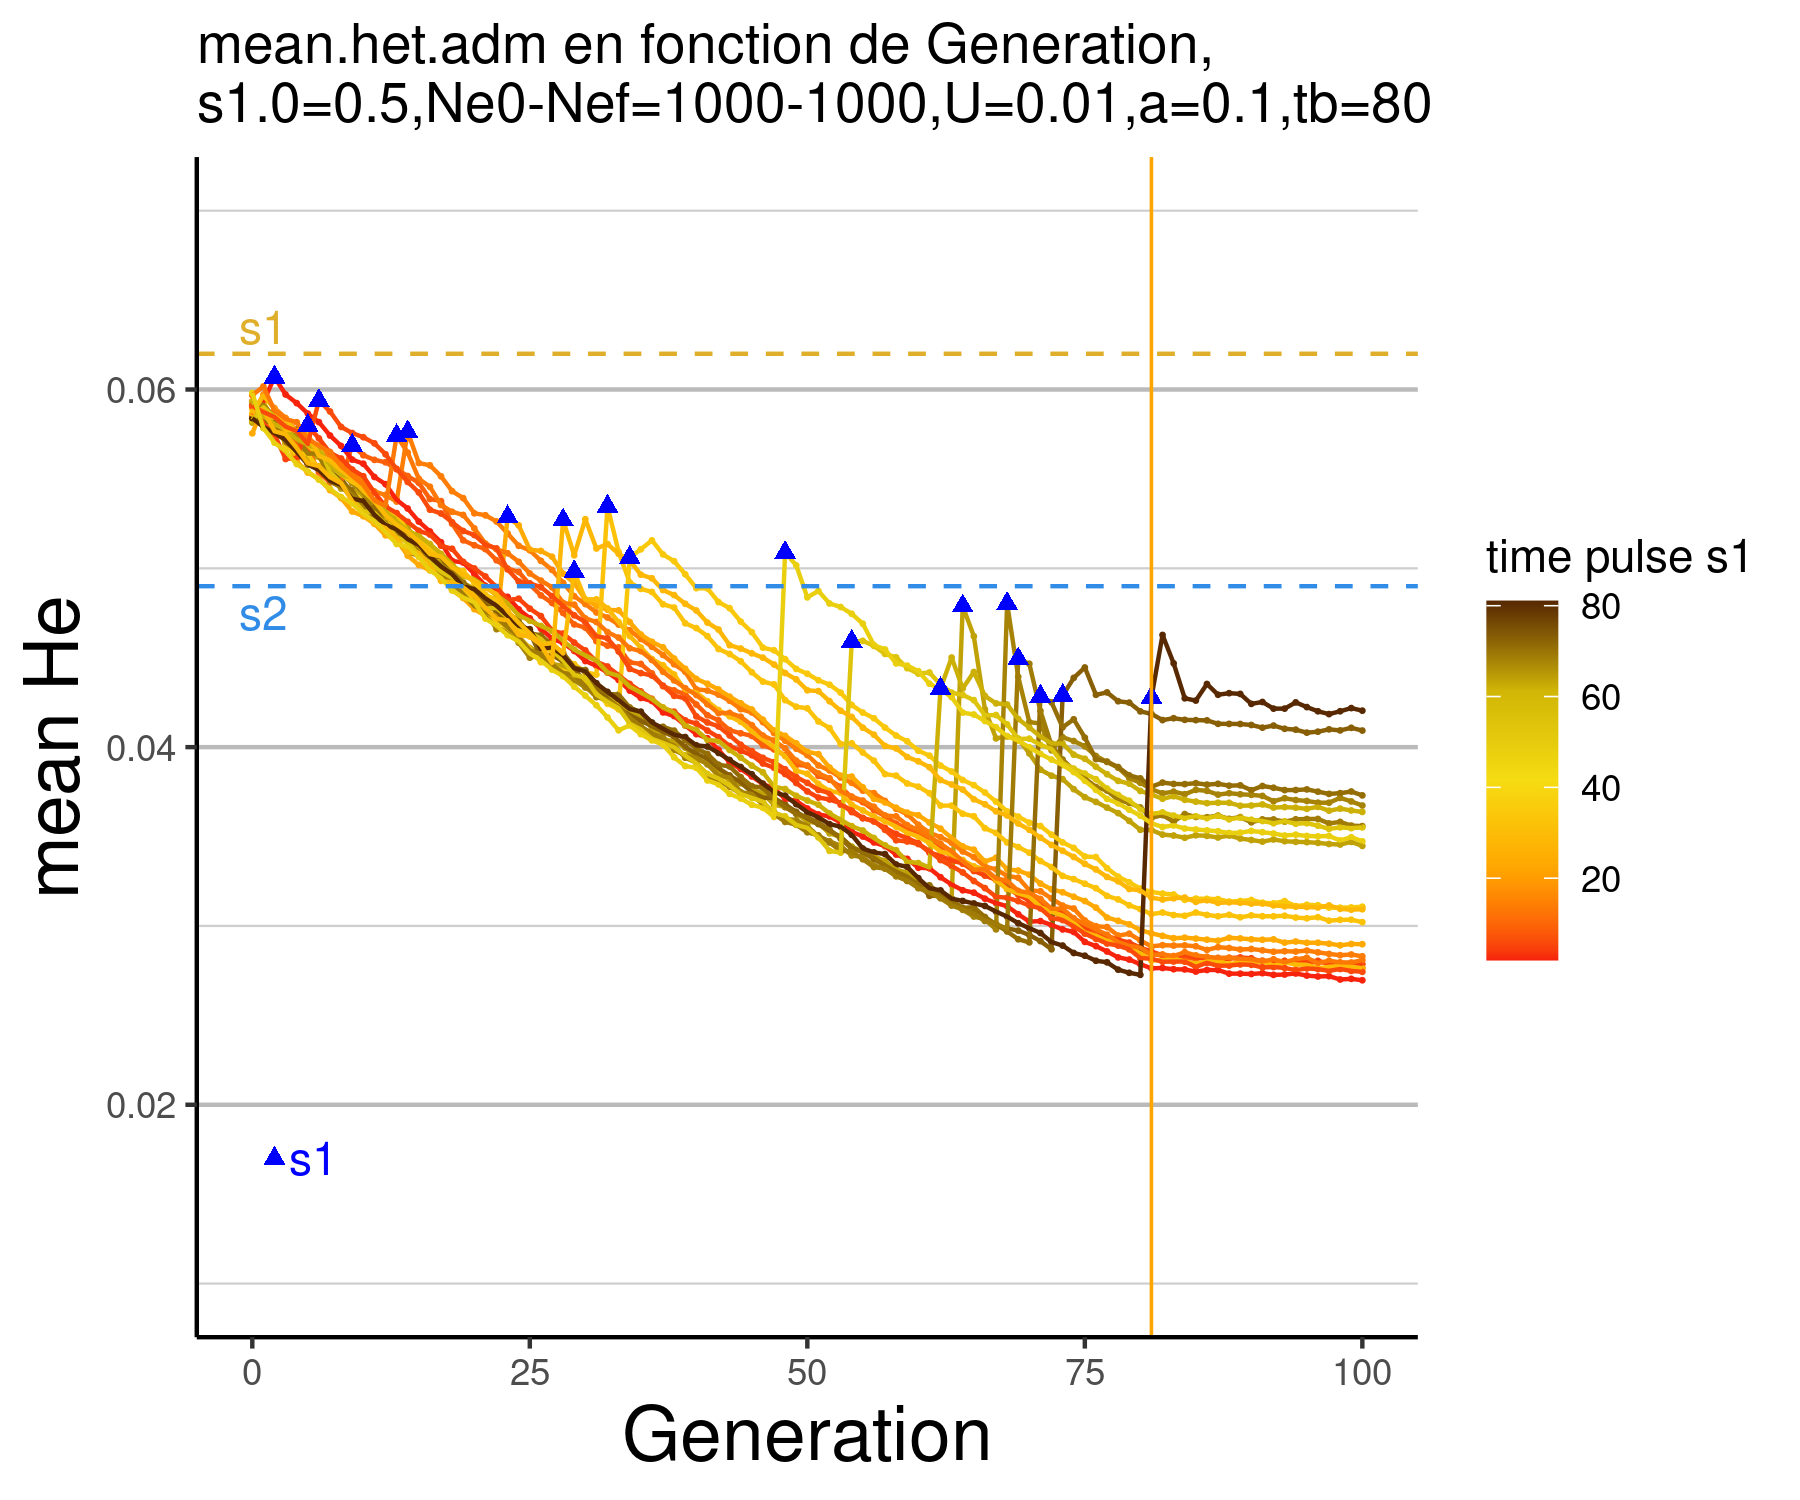 mean.het.adm en fonction de Generation,
s1.0=0.5,Ne0-Nef=1000-1000,U=0.01,a=0.1,tb=80
s1
0.06
s2
mean He
0.04
0.02
s1
0 25 50 75 100
Generation
time pulse s1
80
60
40
20